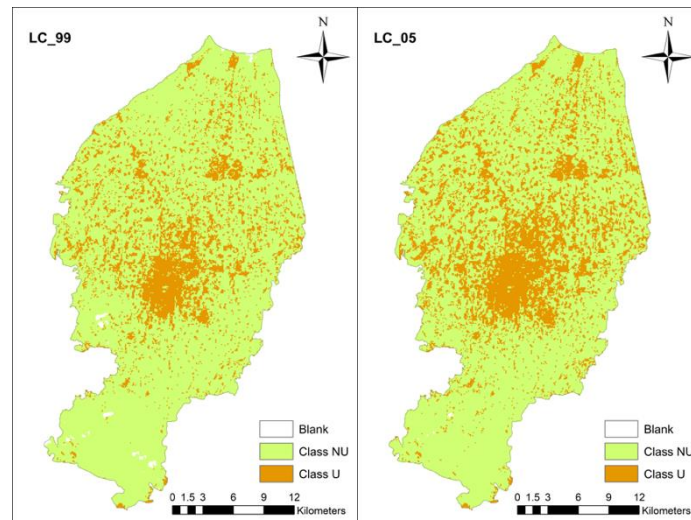 LC_99
N
Blank
Class NU
Class U
0 1.5 3 6 9 12
Kilometers
LC_05
N
Blank
Class NU
Class U
0 1.5 3 6 9 12
Kilometers